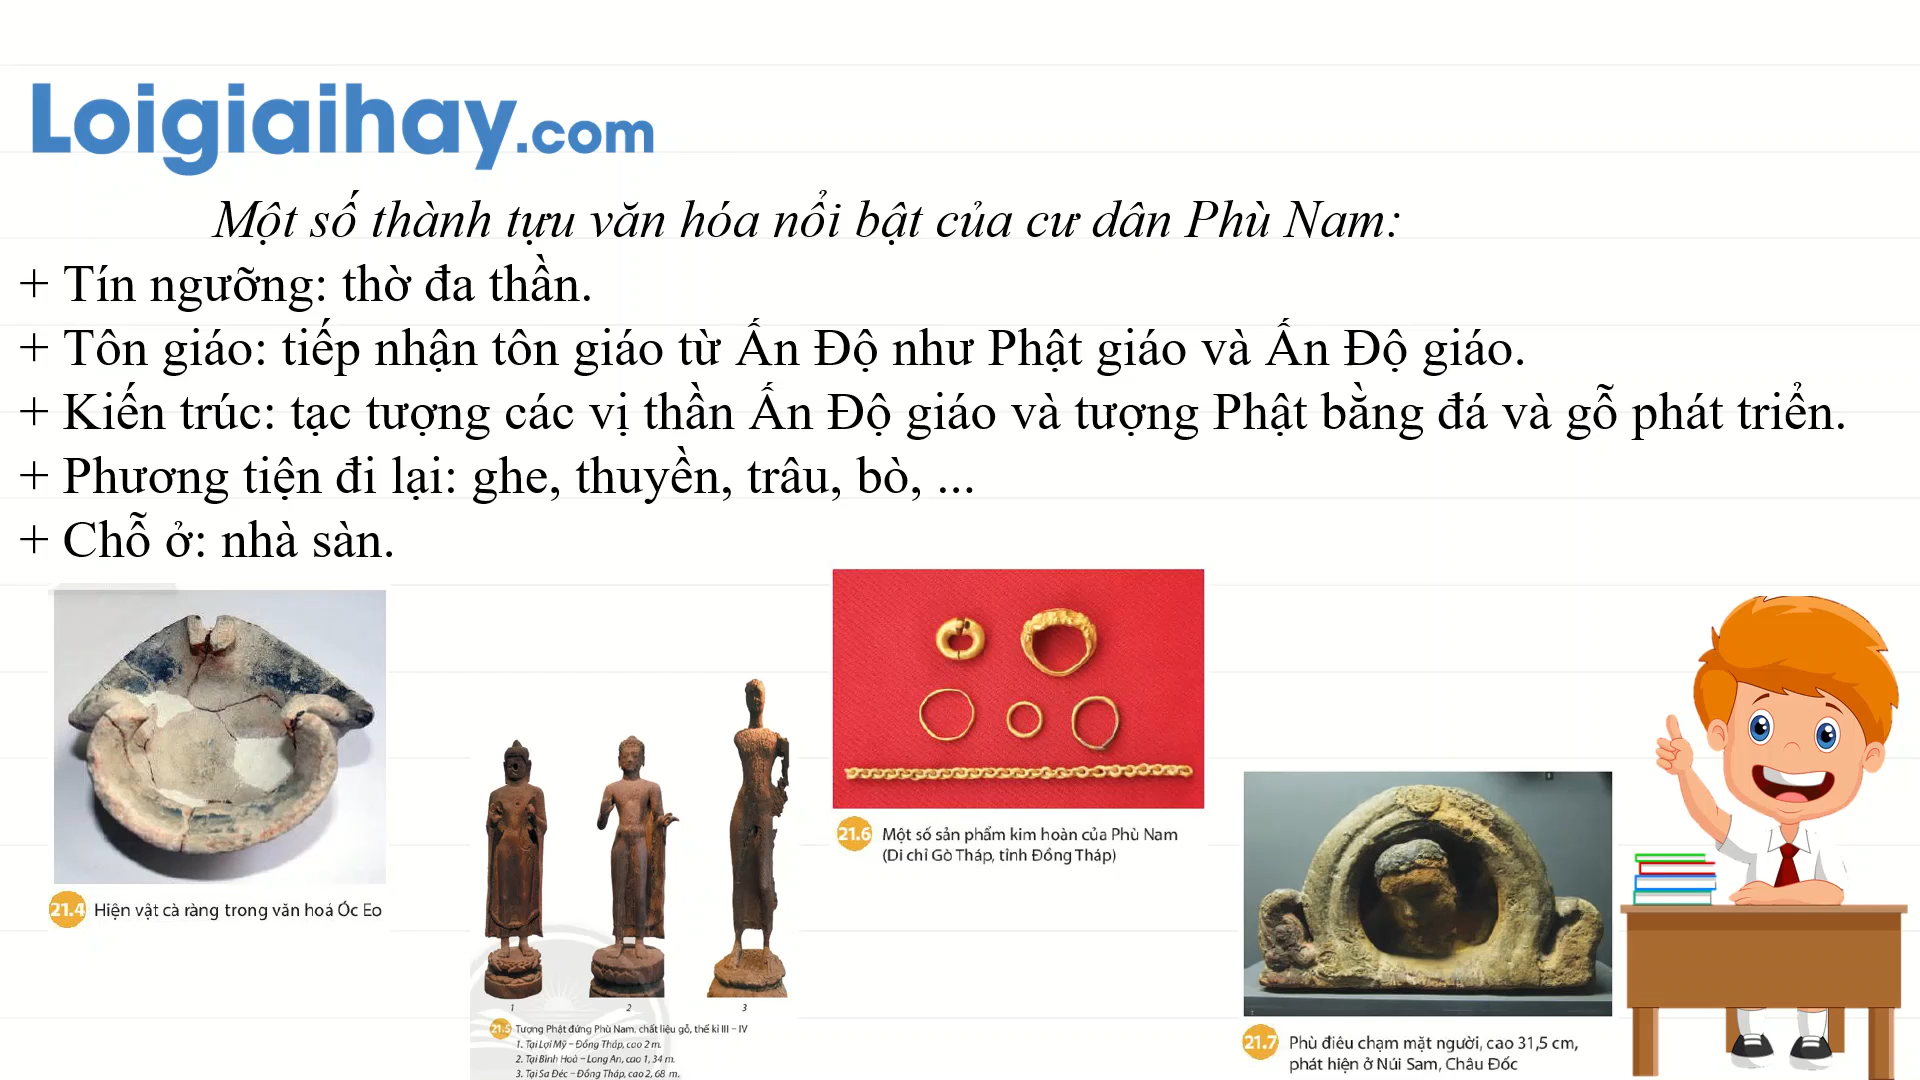 Loigiaihay.com
Một số thành tựu văn hóa nổi bật của cư dân Phù Nam:
+ Tín ngưỡng: thờ đa thần.
+ Tôn giáo: tiếp nhận tôn giáo từ Ấn Độ như Phật giáo và Ấn Độ giáo.
+ Kiến trúc: tạc tượng các vị thần Ấn Độ giáo và tượng Phật bằng đá và gỗ phát triển.
+ Phương tiện đi lại: ghe, thuyền, trâu, bò, ...
+ Chỗ ở: nhà sàn.
21.4 Hiện vật cà ràng trong văn hoá Óc Eo
1 2 3
21.5 Tượng Phật đứng Phù Nam, chất liệu gỗ, thế kỉ III – IV
1. Tại Lợi Mỹ – Đồng Tháp, cao 2 m.
2. Tại Bình Hoà – Long An, cao 1, 34 m.
3. Tại Sa Đéc – Đồng Tháp, cao 2, 68 m.
21.6 Một số sản phẩm kim hoàn của Phù Nam
(Di chỉ Gò Tháp, tỉnh Đồng Tháp)
21.7 Phù điêu chạm mặt người, cao 31,5 cm,
phát hiện ở Núi Sam, Châu Đốc